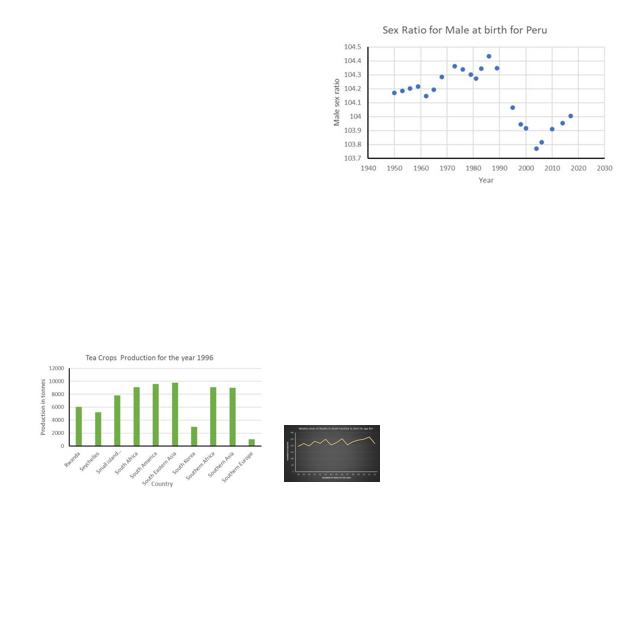 Sex Ratio for Male at birth for Peru
104.5
104.4
104.3
104.2
104.1
104
103.9
103.8
103.7
Male sex ratio
1940 1950 1960 1970 1980 1990 2000 2010 2020 2030
Year
Tea Crops Production for the year 1996
12000
10000
8000
6000
4000
2000
0
Production in tonnes
Rwanda
Seychelles
Small island...
South Africa
South America
South Eastern Asia
South Korea
Southern Africa
Southern Asia
Southern Europe
Country